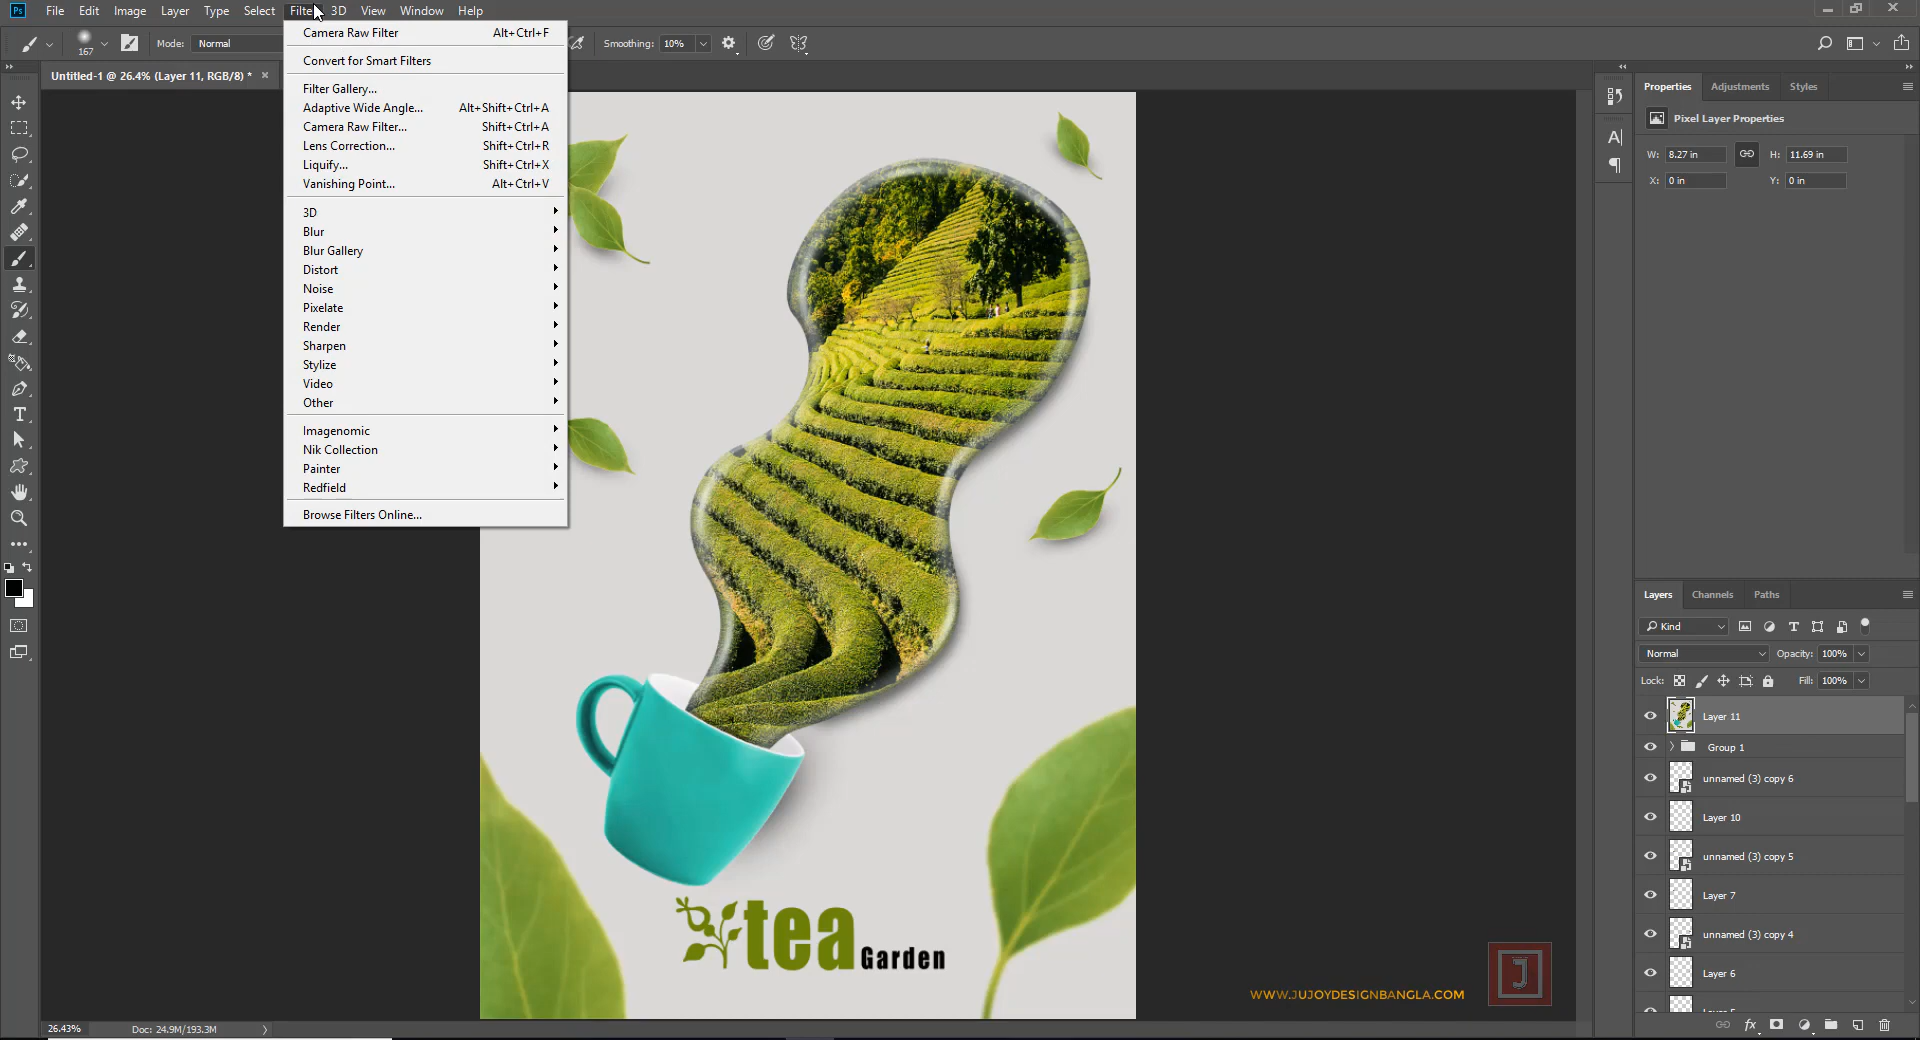 Ps File Edit Image Layer Type Select Filter 3D View Window Help
167 Mode: Normal Smoothing: 10%
Untitled-1 @ 26.4% (Layer 11, RGB/8) * ×
Camera Raw Filter Alt+Ctrl+F
Convert for Smart Filters
Filter Gallery...
Adaptive Wide Angle... Alt+Shift+Ctrl+A
Camera Raw Filter... Shift+Ctrl+A
Lens Correction... Shift+Ctrl+R
Liquify... Shift+Ctrl+X
Vanishing Point... Alt+Ctrl+V
3D
Blur
Blur Gallery
Distort
Noise
Pixelate
Render
Sharpen
Stylize
Video
Other
Imagenomic
Nik Collection
Painter
Redfield
Browse Filters Online...
tea
Garden
WWW.JUJOYDESIGNBANGLA.COM
J
Properties Adjustments Styles
Pixel Layer Properties
W: 8.27 in H: 11.69 in
X: 0 in Y: 0 in
Layers Channels Paths
Kind
Normal Opacity: 100%
Lock: Fill: 100%
Layer 11
Group 1
unnamed (3) copy 6
Layer 10
unnamed (3) copy 5
Layer 7
unnamed (3) copy 4
Layer 6
26.43% Doc: 24.9M/193.3M